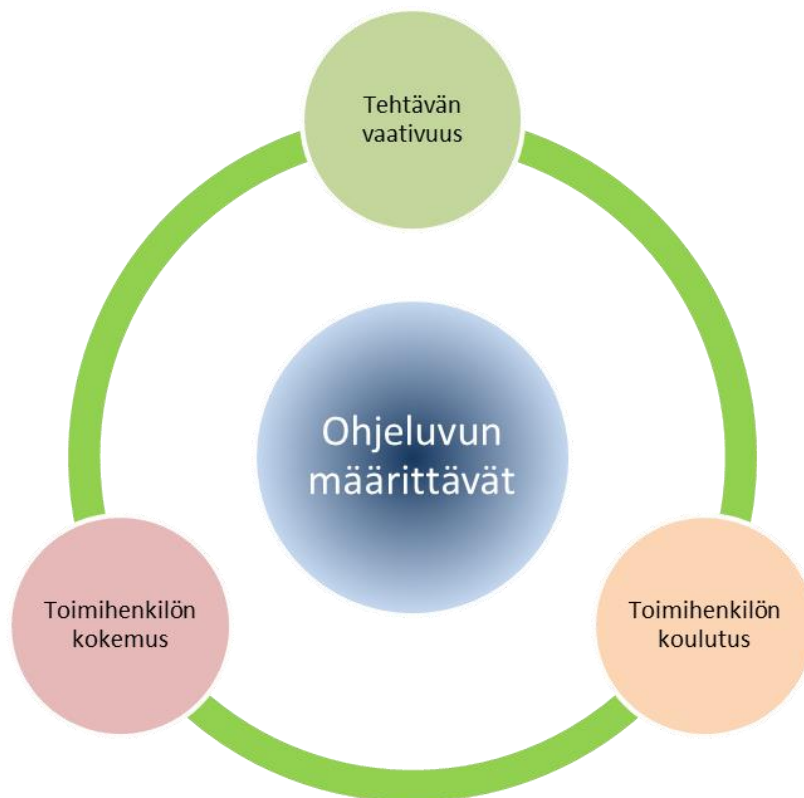 Tehtävän
vaativuus
Ohjeluvun
määrittävät
Toimihenkilön
kokemus
Toimihenkilön
koulutus